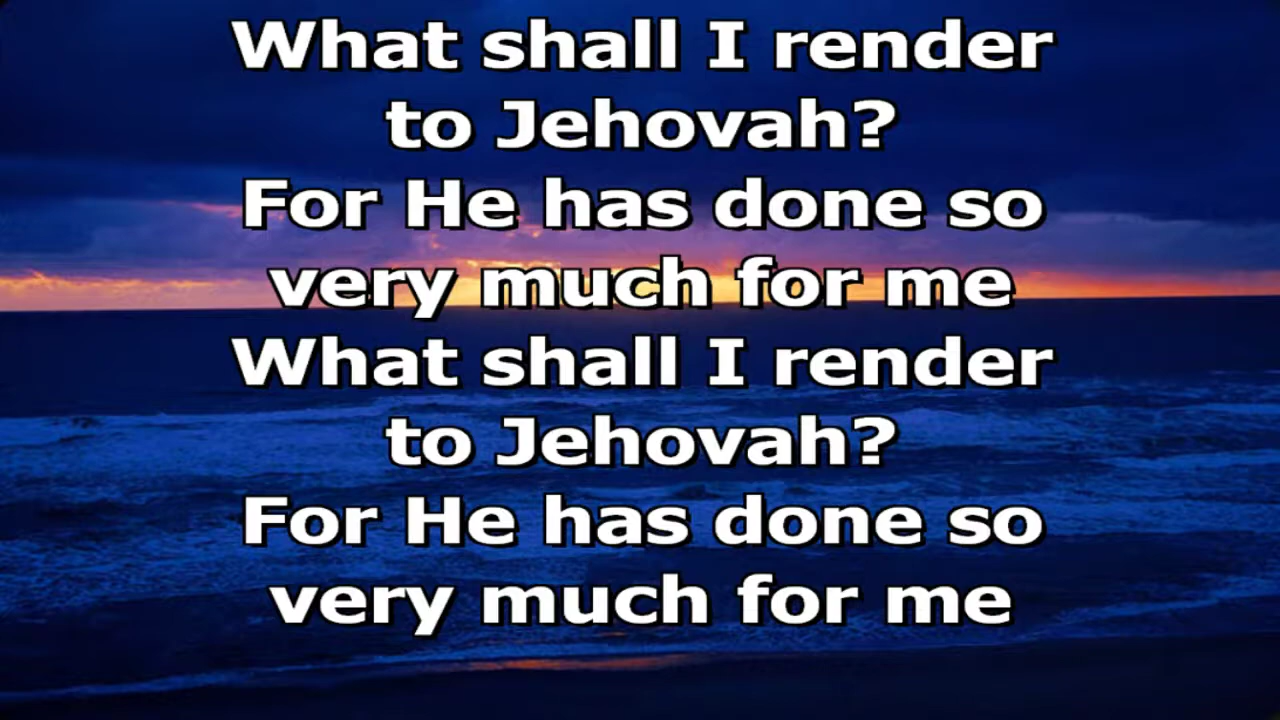 What shall I render
to Jehovah?
For He has done so
very much for me
What shall I render
to Jehovah?
For He has done so
very much for me